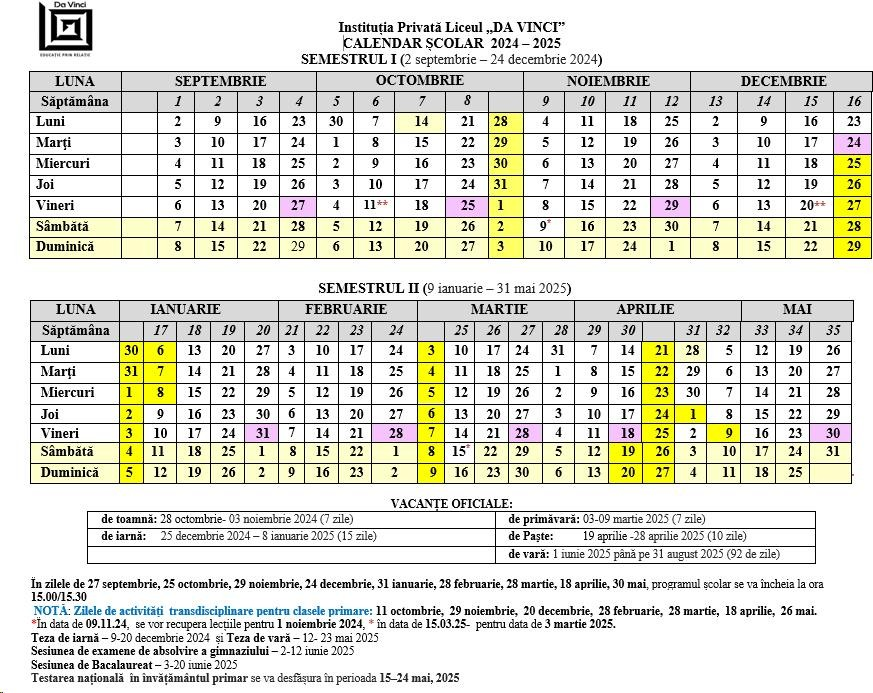 Da Vinci
EDUCAȚIE PRIN RELAȚIE
Instituția Privată Liceul „DA VINCI”
CALENDAR ȘCOLAR 2024 – 2025
SEMESTRUL I (2 septembrie – 24 decembrie 2024)
LUNA SEPTEMBRIE OCTOMBRIE NOIEMBRIE DECEMBRIE
Săptămâna 1 2 3 4 5 6 7 8 9 10 11 12 13 14 15 16
Luni 2 9 16 23 30 7 14 21 28 4 11 18 25 2 9 16 23
Marți 3 10 17 24 1 8 15 22 29 5 12 19 26 3 10 17 24
Miercuri 4 11 18 25 2 9 16 23 30 6 13 20 27 4 11 18 25
Joi 5 12 19 26 3 10 17 24 31 7 14 21 28 5 12 19 26
Vineri 6 13 20 27 4 11** 18 25 1 8 15 22 29 6 13 20** 27
Sâmbătă 7 14 21 28 5 12 19 26 2 9* 16 23 30 7 14 21 28
Duminică 8 15 22 29 6 13 20 27 3 10 17 24 1 8 15 22 29
SEMESTRUL II (9 ianuarie – 31 mai 2025)
LUNA IANUARIE FEBRUARIE MARTIE APRILIE MAI
Săptămâna 17 18 19 20 21 22 23 24 25 26 27 28 29 30 31 32 33 34 35
Luni 30 6 13 20 27 3 10 17 24 3 10 17 24 31 7 14 21 28 5 12 19 26
Marți 31 7 14 21 28 4 11 18 25 4 11 18 25 1 8 15 22 29 6 13 20 27
Miercuri 1 8 15 22 29 5 12 19 26 5 12 19 26 2 9 16 23 30 7 14 21 28
Joi 2 9 16 23 30 6 13 20 27 6 13 20 27 3 10 17 24 1 8 15 22 29
Vineri 3 10 17 24 31 7 14 21 28 7 14 21 28 4 11 18 25 2 9 16 23 30
Sâmbătă 4 11 18 25 1 8 15 22 1 8 15* 22 29 5 12 19 26 3 10 17 24 31
Duminică 5 12 19 26 2 9 16 23 2 9 16 23 30 6 13 20 27 4 11 18 25
VACANȚE OFICIALE:
de toamnă: 28 octombrie- 03 noiembrie 2024 (7 zile) de primăvară: 03-09 martie 2025 (7 zile)
de iarnă: 25 decembrie 2024 – 8 ianuarie 2025 (15 zile) de Paște: 19 aprilie -28 aprilie 2025 (10 zile)
de vară: 1 iunie 2025 până pe 31 august 2025 (92 de zile)
În zilele de 27 septembrie, 25 octombrie, 29 noiembrie, 24 decembrie, 31 ianuarie, 28 februarie, 28 martie, 18 aprilie, 30 mai, programul școlar se va încheia la ora
15.00/15.30
NOTĂ: Zilele de activități transdisciplinare pentru clasele primare: 11 octombrie, 29 noiembrie, 20 decembrie, 28 februarie, 28 martie, 18 aprilie, 26 mai.
*În data de 09.11.24, se vor recupera lecțiile pentru 1 noiembrie 2024, * în data de 15.03.25- pentru data de 3 martie 2025.
Teza de iarnă – 9-20 decembrie 2024 și Teza de vară – 12- 23 mai 2025
Sesiunea de examene de absolvire a gimnaziului – 2-12 iunie 2025
Sesiunea de Bacalaureat – 3-20 iunie 2025
Testarea națională în învățământul primar se va desfășura în perioada 15–24 mai, 2025